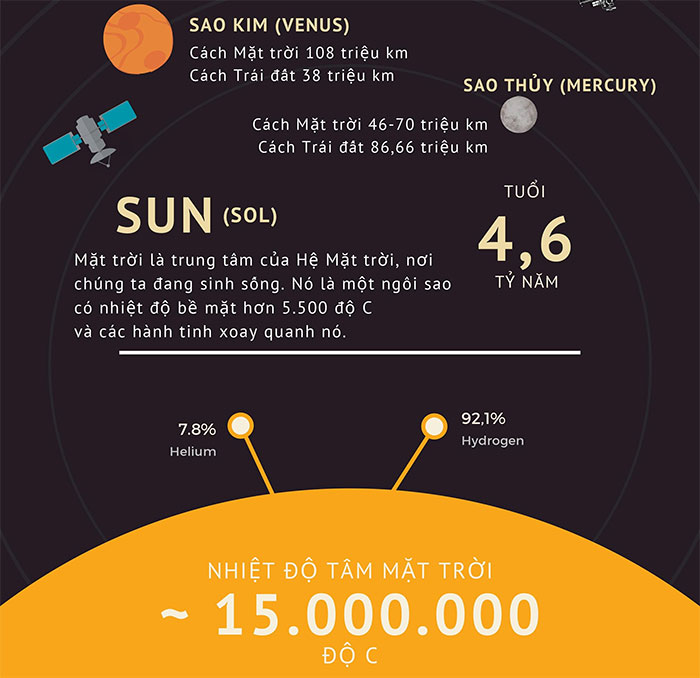 SAO KIM (VENUS)
Cách Mặt trời 108 triệu km
Cách Trái đất 38 triệu km
SAO THỦY (MERCURY)
Cách Mặt trời 46-70 triệu km
Cách Trái đất 86,66 triệu km
SUN (SOL)
Mặt trời là trung tâm của Hệ Mặt trời, nơi
chúng ta đang sinh sống. Nó là một ngôi sao
có nhiệt độ bề mặt hơn 5.500 độ C
và các hành tinh xoay quanh nó.
TUỔI
4,6
TỶ NĂM
7.8%
Helium
92,1%
Hydrogen
NHIỆT ĐỘ TÂM MẶT TRỜI
~ 15.000.000
ĐỘ C